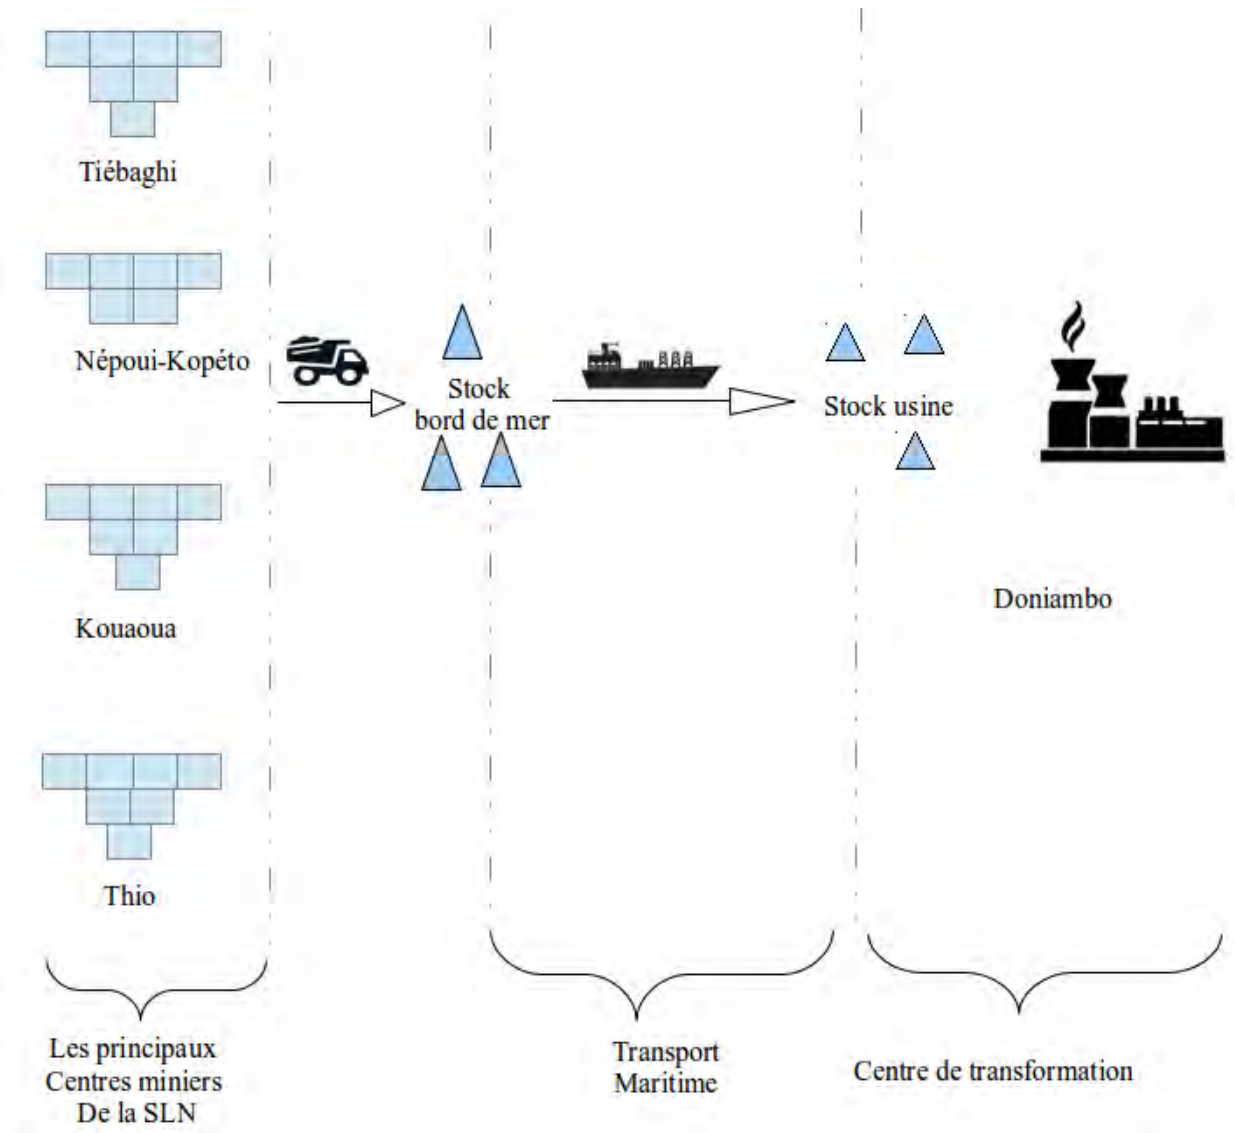 Tiébaghi
Népoui-Kopéto
Stock
bord de mer
Stock usine
Doniambo
Kouaoua
Thio
Les principaux
Centres miniers
De la SLN
Transport
Maritime
Centre de transformation